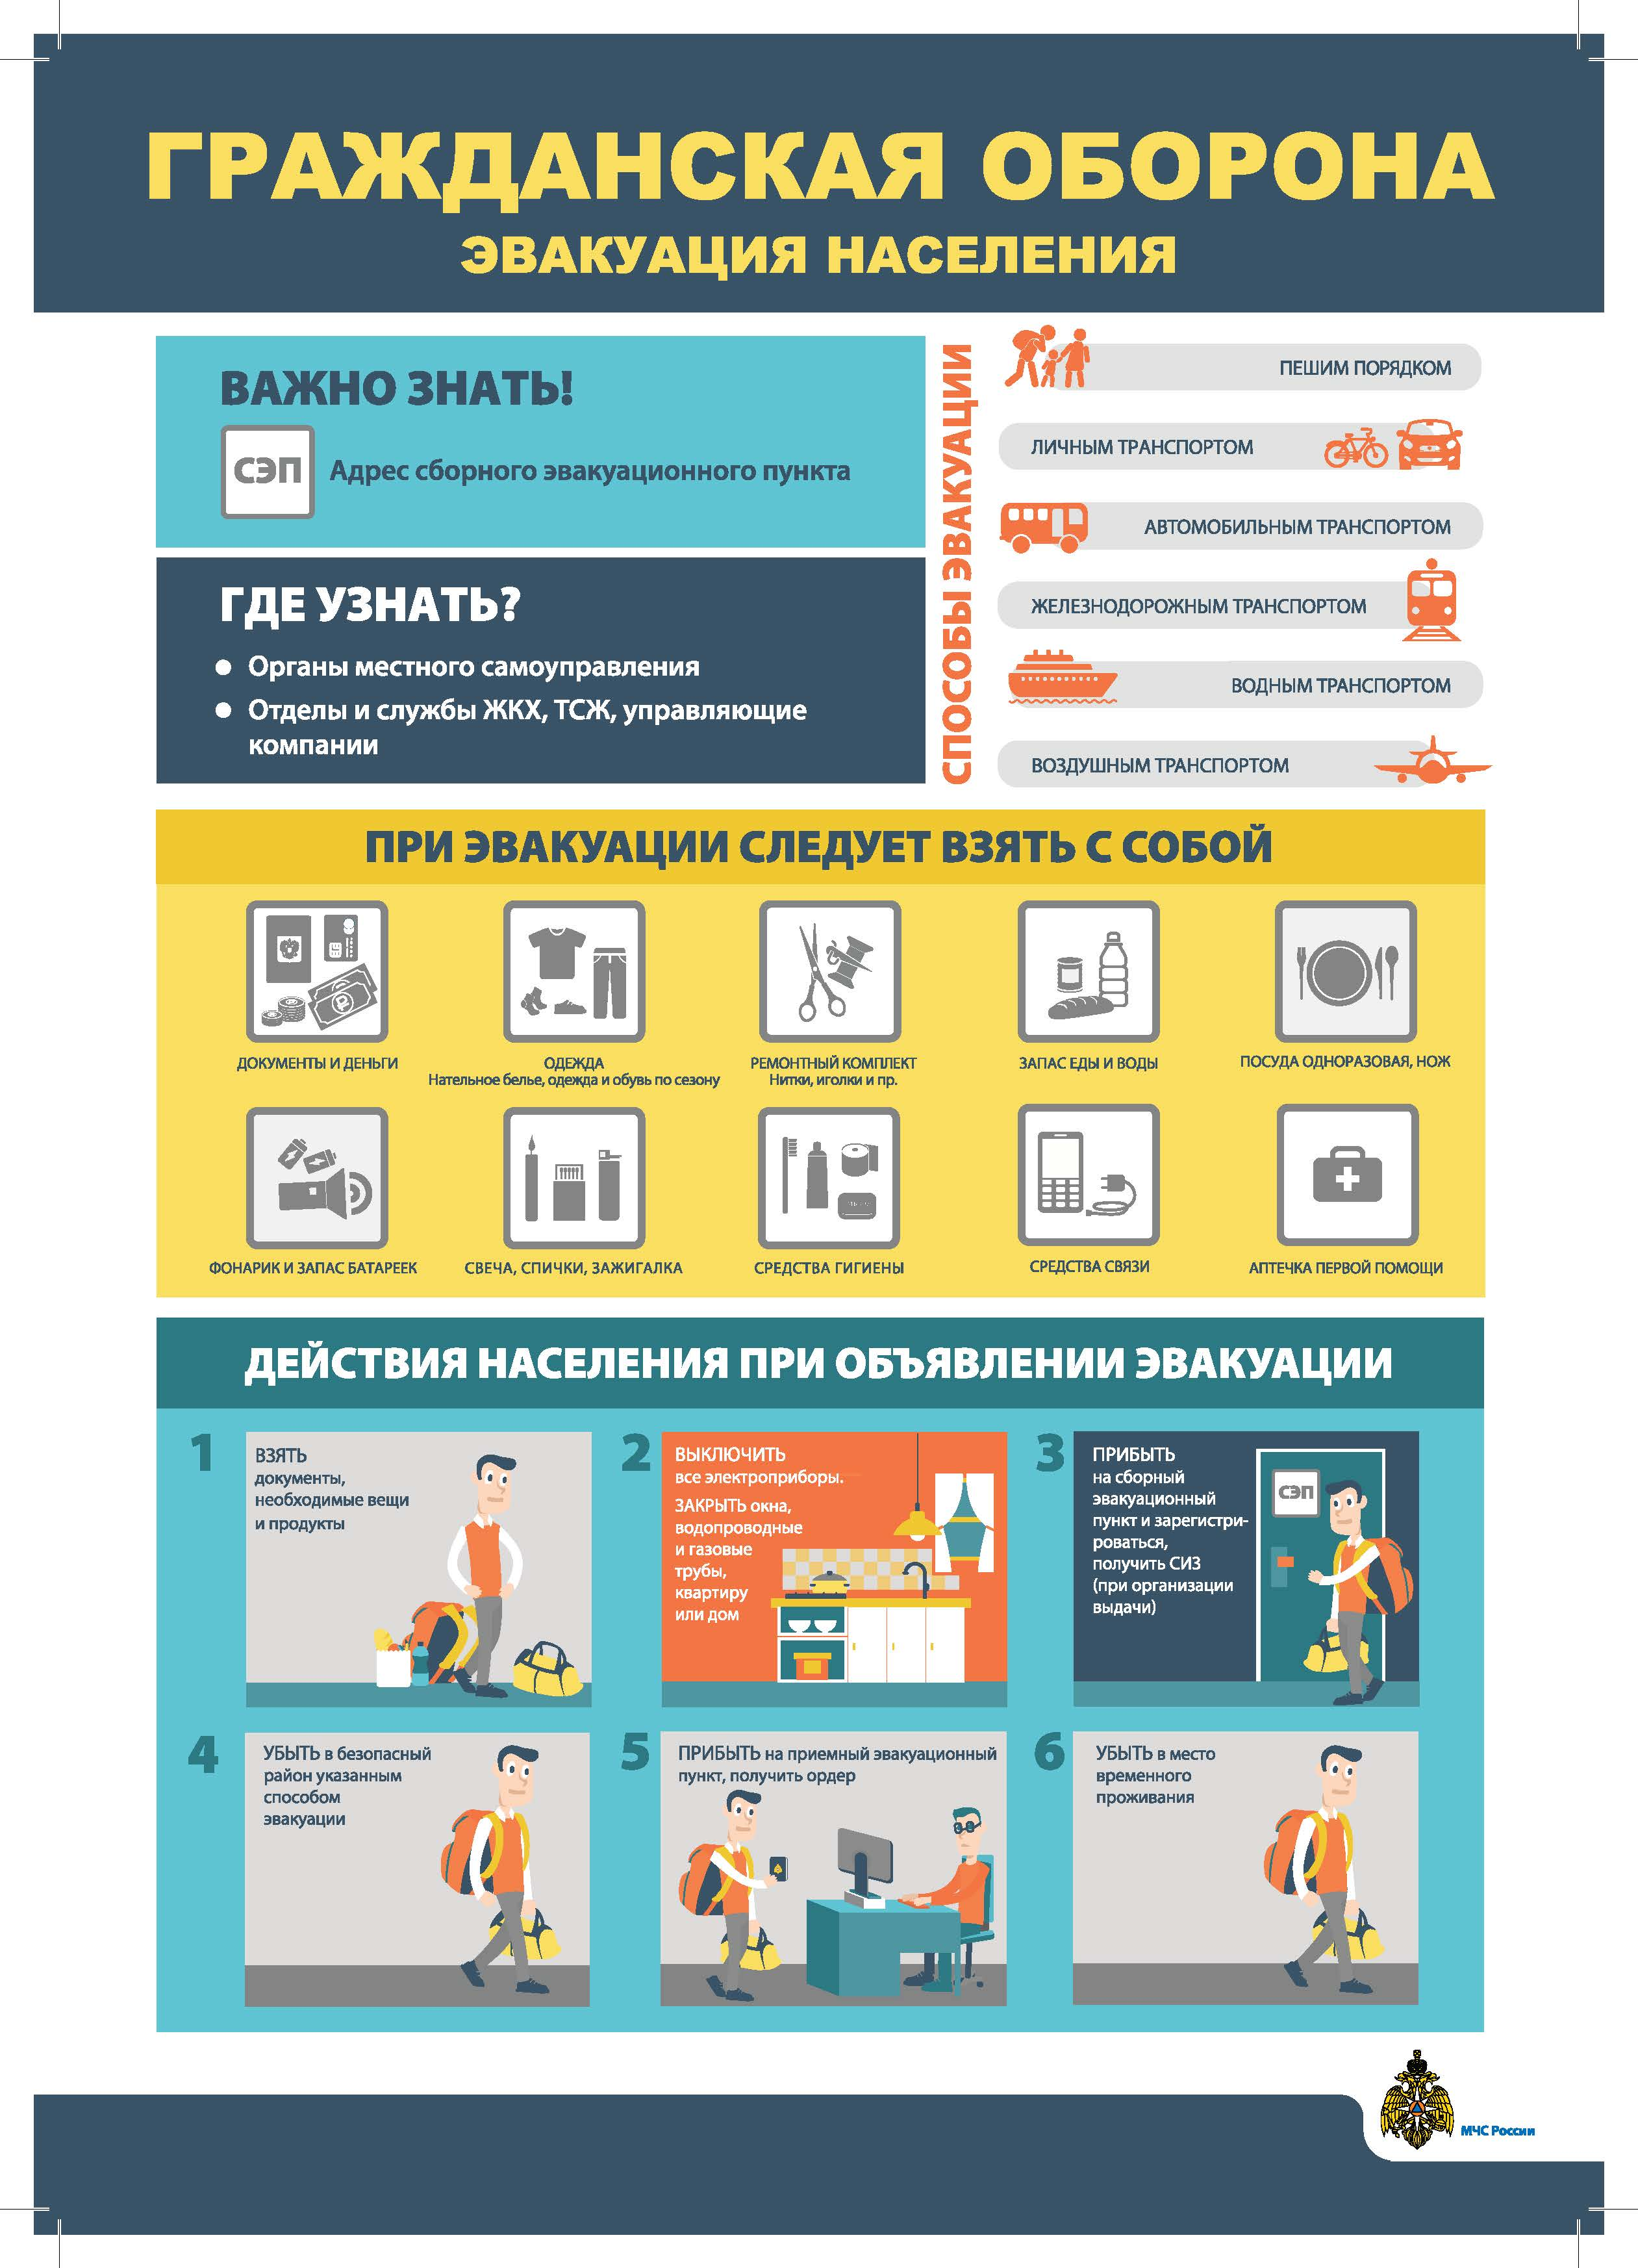 ГРАЖДАНСКАЯ ОБОРОНА
ЭВАКУАЦИЯ НАСЕЛЕНИЯ
ВАЖНО ЗНАТЬ!
СЭП
Адрес сборного эвакуационного пункта
ГДЕ УЗНАТЬ?
Органы местного самоуправления
Отделы и службы ЖКХ, ТСЖ, управляющие
компании
СПОСОБЫ ЭВАКУАЦИИ
ПЕШИМ ПОРЯДКОМ
ЛИЧНЫМ ТРАНСПОРТОМ
АВТОМОБИЛЬНЫМ ТРАНСПОРТОМ
ЖЕЛЕЗНОДОРОЖНЫМ ТРАНСПОРТОМ
ВОДНЫМ ТРАНСПОРТОМ
ВОЗДУШНЫМ ТРАНСПОРТОМ
ПРИ ЭВАКУАЦИИ СЛЕДУЕТ ВЗЯТЬ С СОБОЙ
ДОКУМЕНТЫ И ДЕНЬГИ
ОДЕЖДА
Нательное белье, одежда и обувь по сезону
РЕМОНТНЫЙ КОМПЛЕКТ
Нитки, иголки и пр.
ЗАПАС ЕДЫ И ВОДЫ
ПОСУДА ОДНОРАЗОВАЯ, НОЖ
ФОНАРИК И ЗАПАС БАТАРЕЕК
СВЕЧА, СПИЧКИ, ЗАЖИГАЛКА
СРЕДСТВА ГИГИЕНЫ
СРЕДСТВА СВЯЗИ
АПТЕЧКА ПЕРВОЙ ПОМОЩИ
ДЕЙСТВИЯ НАСЕЛЕНИЯ ПРИ ОБЪЯВЛЕНИИ ЭВАКУАЦИИ
1
ВЗЯТЬ
документы,
необходимые вещи
и продукты
2
ВЫКЛЮЧИТЬ
все электроприборы.
ЗАКРЫТЬ окна,
водопроводные
и газовые
трубы,
квартиру
или дом
3
ПРИБЫТЬ
на сборный
эвакуационный
пункт и зарегистри-
роваться,
получить СИЗ
(при организации
выдачи)
СЭП
4
УБЫТЬ в безопасный
район указанным
способом
эвакуации
5
ПРИБЫТЬ на приемный эвакуационный
пункт, получить ордер
6
УБЫТЬ в место
временного
проживания
МЧС России